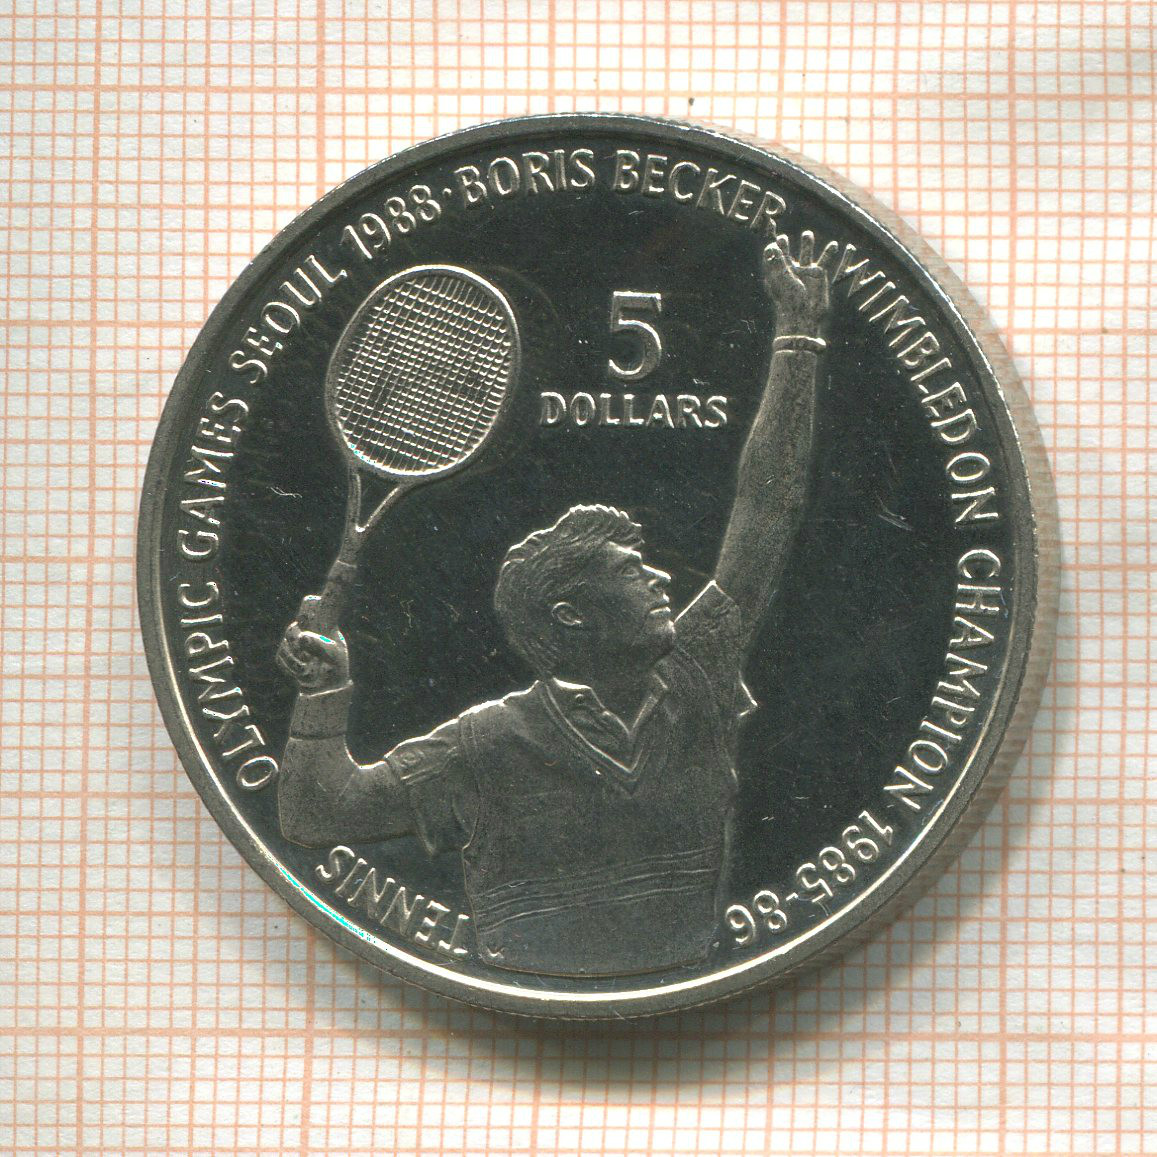 TENNIS OLYMPIC GAMES SEOUL 1988·BORIS BECKER WIMBLEDON CHAMPION 1985-86
5
DOLLARS